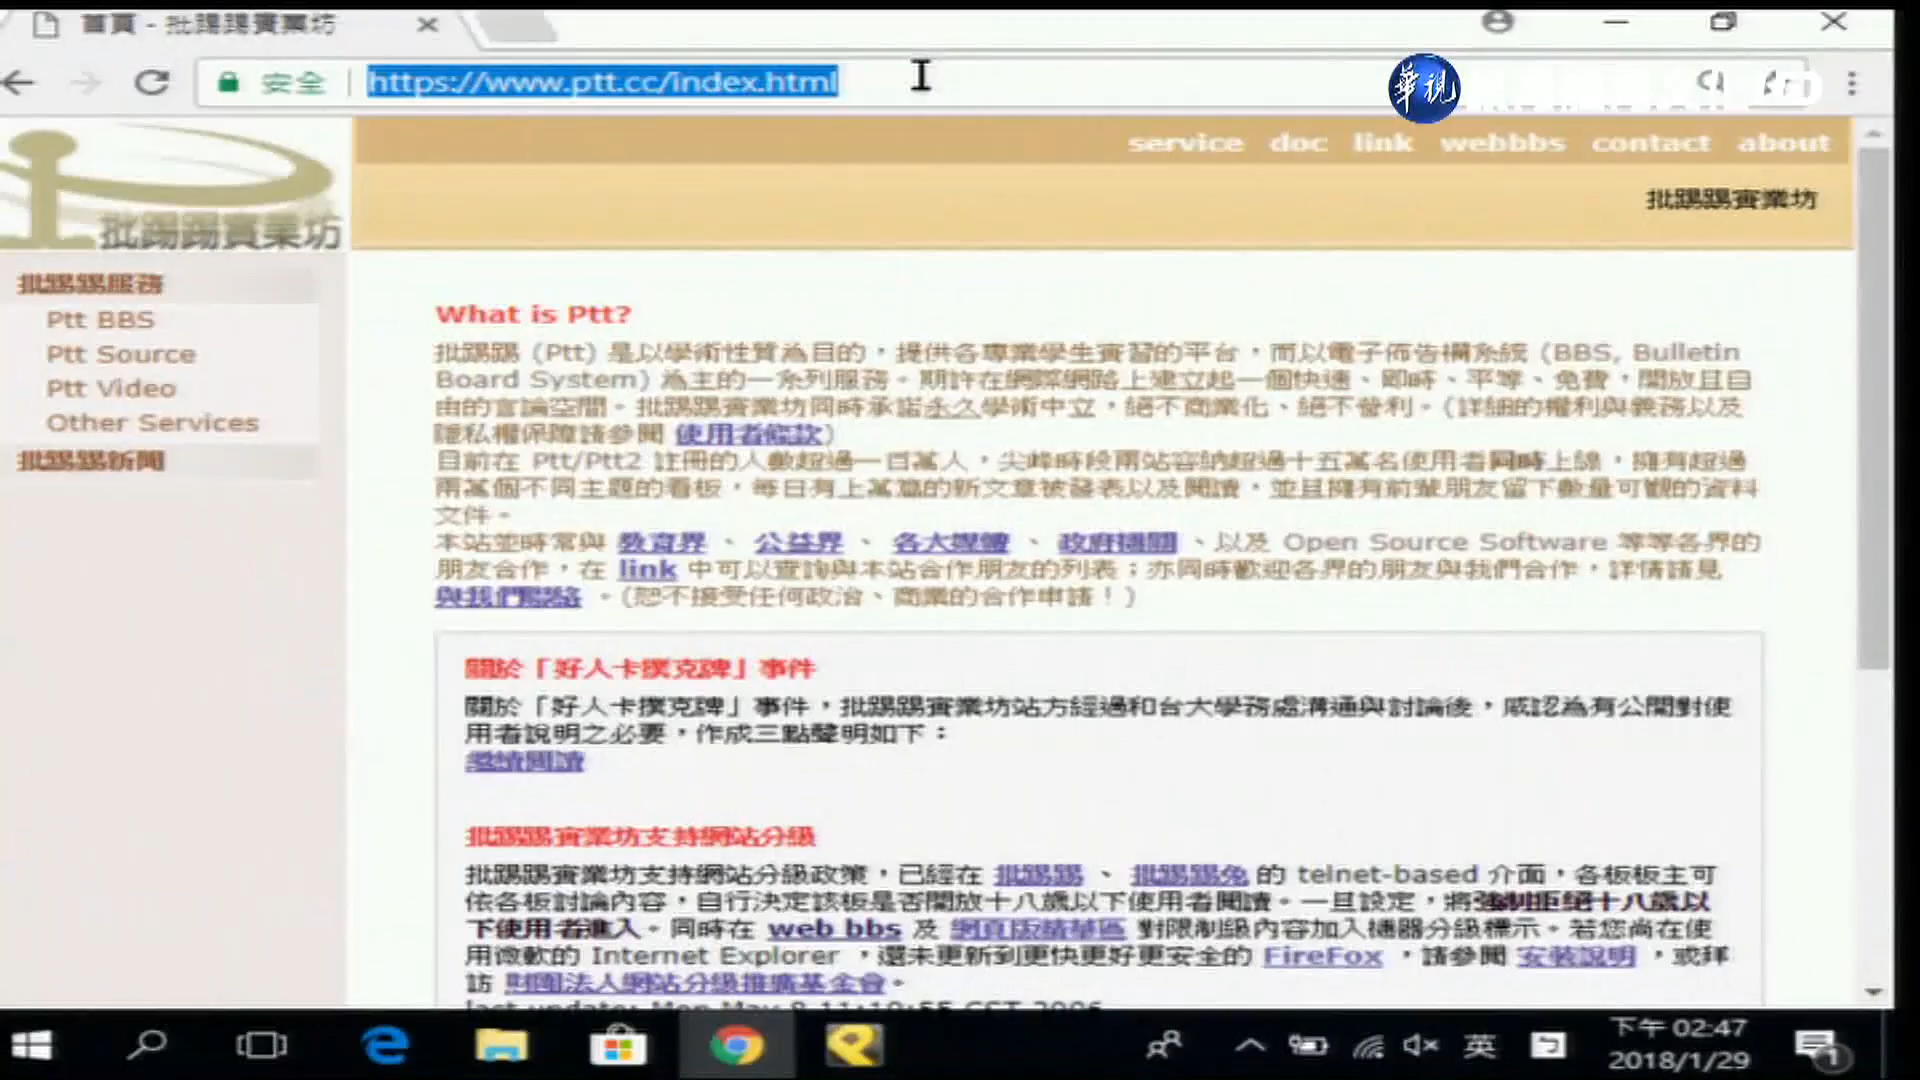 首頁 - 批踢踢實業坊
安全 | https://www.ptt.cc/index.html
華視
service doc link webbbs contact about
批踢踢實業坊
批踢踢實業坊
批踢踢服務
Ptt BBS
Ptt Source
Ptt Video
Other Services
批踢踢新聞
What is Ptt?
批踢踢 (Ptt) 是以學術性質為目的，提供各專業學生實習的平台，而以電子佈告欄系統 (BBS, Bulletin
Board System) 為主的一系列服務。期許在網際網路上建立起一個快速、即時、平等、免費，開放且自
由的言論空間。批踢踢實業坊同時承諾永久學術中立，絕不商業化、絕不營利。(詳細的權利與義務以及
隱私權保障請參閱 使用者條款)
目前在 Ptt/Ptt2 註冊的人數超過一百萬人，尖峰時段兩站容納超過十五萬名使用者同時上線，擁有超過
兩萬個不同主題的看板，每日有上萬篇的新文章被發表以及閱讀，並且擁有前輩朋友留下數量可觀的資料
文件。
本站並時常與 教育界 、 公益界 、 各大媒體 、 政府機關 、以及 Open Source Software 等等各界的
朋友合作，在 link 中可以查詢與本站合作朋友的列表；亦同時歡迎各界的朋友與我們合作，詳情請見
與我們聯絡 。(恕不接受任何政治、商業的合作申請！)
關於「好人卡撲克牌」事件
關於「好人卡撲克牌」事件，批踢踢實業坊站方經過和台大學務處溝通與討論後，咸認為有公開對使
用者說明之必要，作成三點聲明如下：
繼續閱讀
批踢踢實業坊支持網站分級
批踢踢實業坊支持網站分級政策，已經在 批踢踢 、 批踢踢兔 的 telnet-based 介面，各板板主可
依各板討論內容，自行決定該板是否開放十八歲以下使用者閱讀。一旦設定，將強制拒絕十八歲以
下使用者進入。同時在 web bbs 及 網頁版精華區 對限制級內容加入機器分級標示。若您尚在使
用微軟的 Internet Explorer ，還未更新到更快更好更安全的 FireFox ，請參閱 安裝說明 ，或拜
訪 財團法人網站分級推廣基金會。
last update: Mon May 8 11:19:55 CST 2006
英
下午 02:47
2018/1/29
1